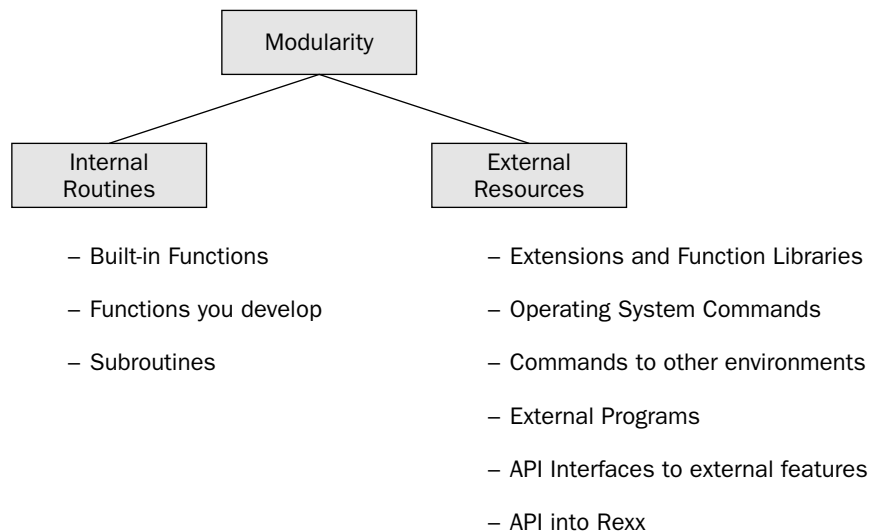 Modularity
Internal
Routines
External
Resources
– Built-in Functions
– Functions you develop
– Subroutines
– Extensions and Function Libraries
– Operating System Commands
– Commands to other environments
– External Programs
– API Interfaces to external features
– API into Rexx